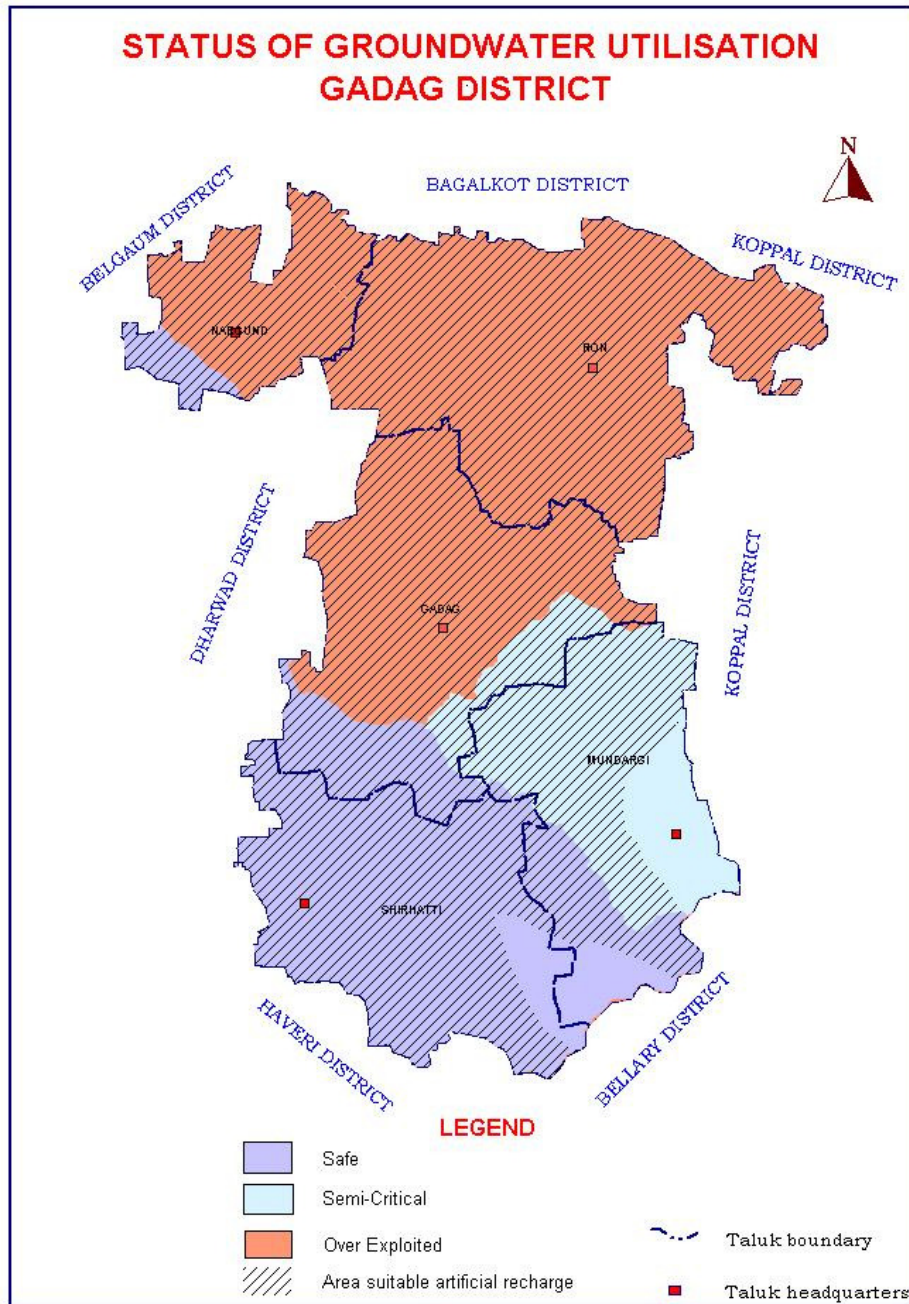 STATUS OF GROUNDWATER UTILISATION
GADAG DISTRICT
N
BAGALKOT DISTRICT
BELGAUM DISTRICT
KOPPAL DISTRICT
NARGUND
RON
DHARWAD DISTRICT
GADAG
KOPPAL DISTRICT
MUNDARGI
SHIRHATTI
HAVERI DISTRICT
BELLARY DISTRICT
LEGEND
Safe
Semi-Critical
Over Exploited
Area suitable artificial recharge
Taluk boundary
Taluk headquarters